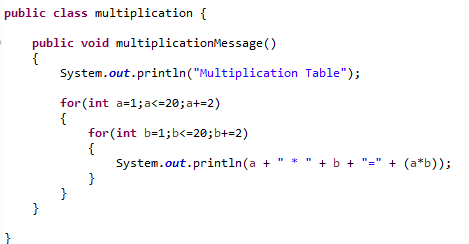 public class multiplication {
public void multiplicationMessage()
{
System.out.println("Multiplication Table");
for(int a=1;a<=20;a+=2)
{
for(int b=1;b<=20;b+=2)
{
System.out.println(a + " * " + b + "=" + (a*b));
}
}
}
}